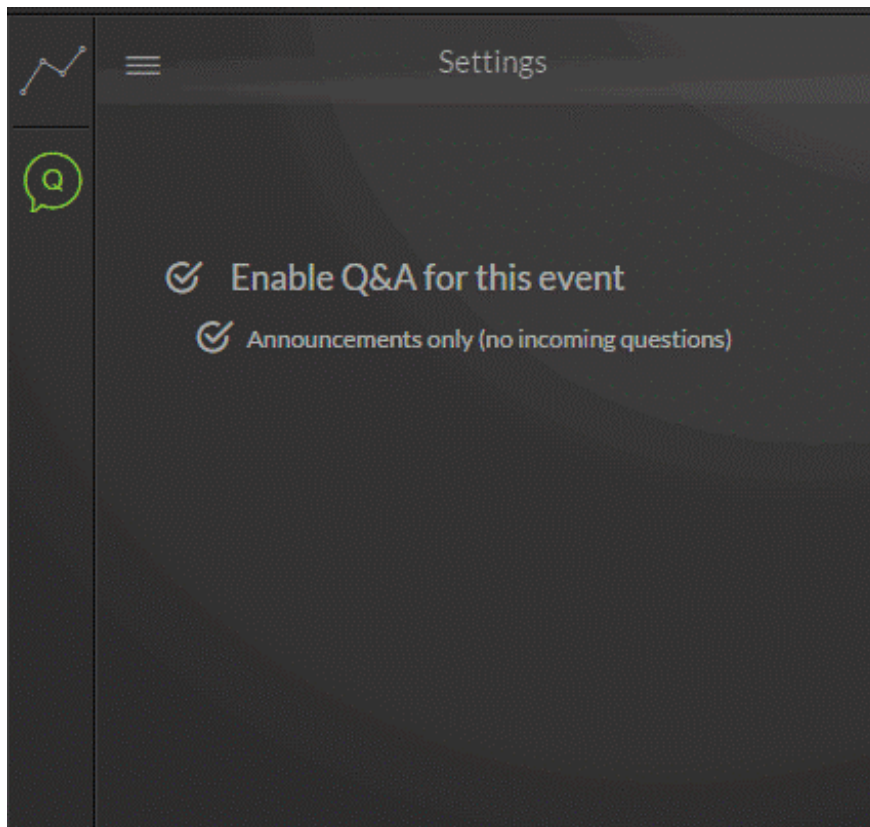 Settings
Q
Enable Q&A for this event
Announcements only (no incoming questions)